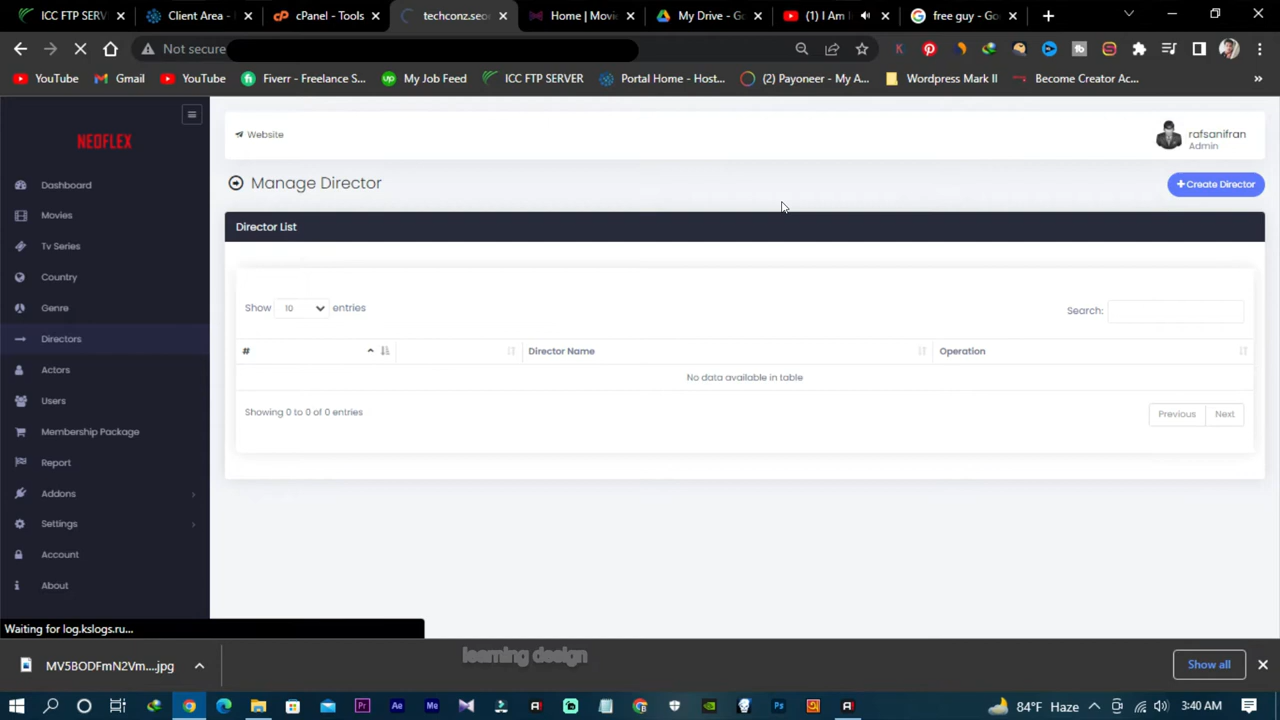 ICC FTP SERVER
Client Area -
cPanel - Tools
techconz.seo
Home | Movi
My Drive - G
(1) I Am
free guy - Go
Not secure
YouTube
Gmail
YouTube
Fiverr - Freelance S...
My Job Feed
ICC FTP SERVER
Portal Home - Host...
(2) Payoneer - My A...
Wordpress Mark II
Become Creator Ac...
NEOFLEX
Website
rafsanifran
Admin
Dashboard
Movies
Tv Series
Country
Genre
Directors
Actors
Users
Membership Package
Report
Addons
Settings
Account
About
Manage Director
+Create Director
Director List
Show 10 entries
Search:
#
Director Name
Operation
No data available in table
Showing 0 to 0 of 0 entries
Previous
Next
Waiting for log.kslogs.ru...
MV5BODFmN2Vm....jpg
learning design
Show all
84°F Haze
3:40 AM